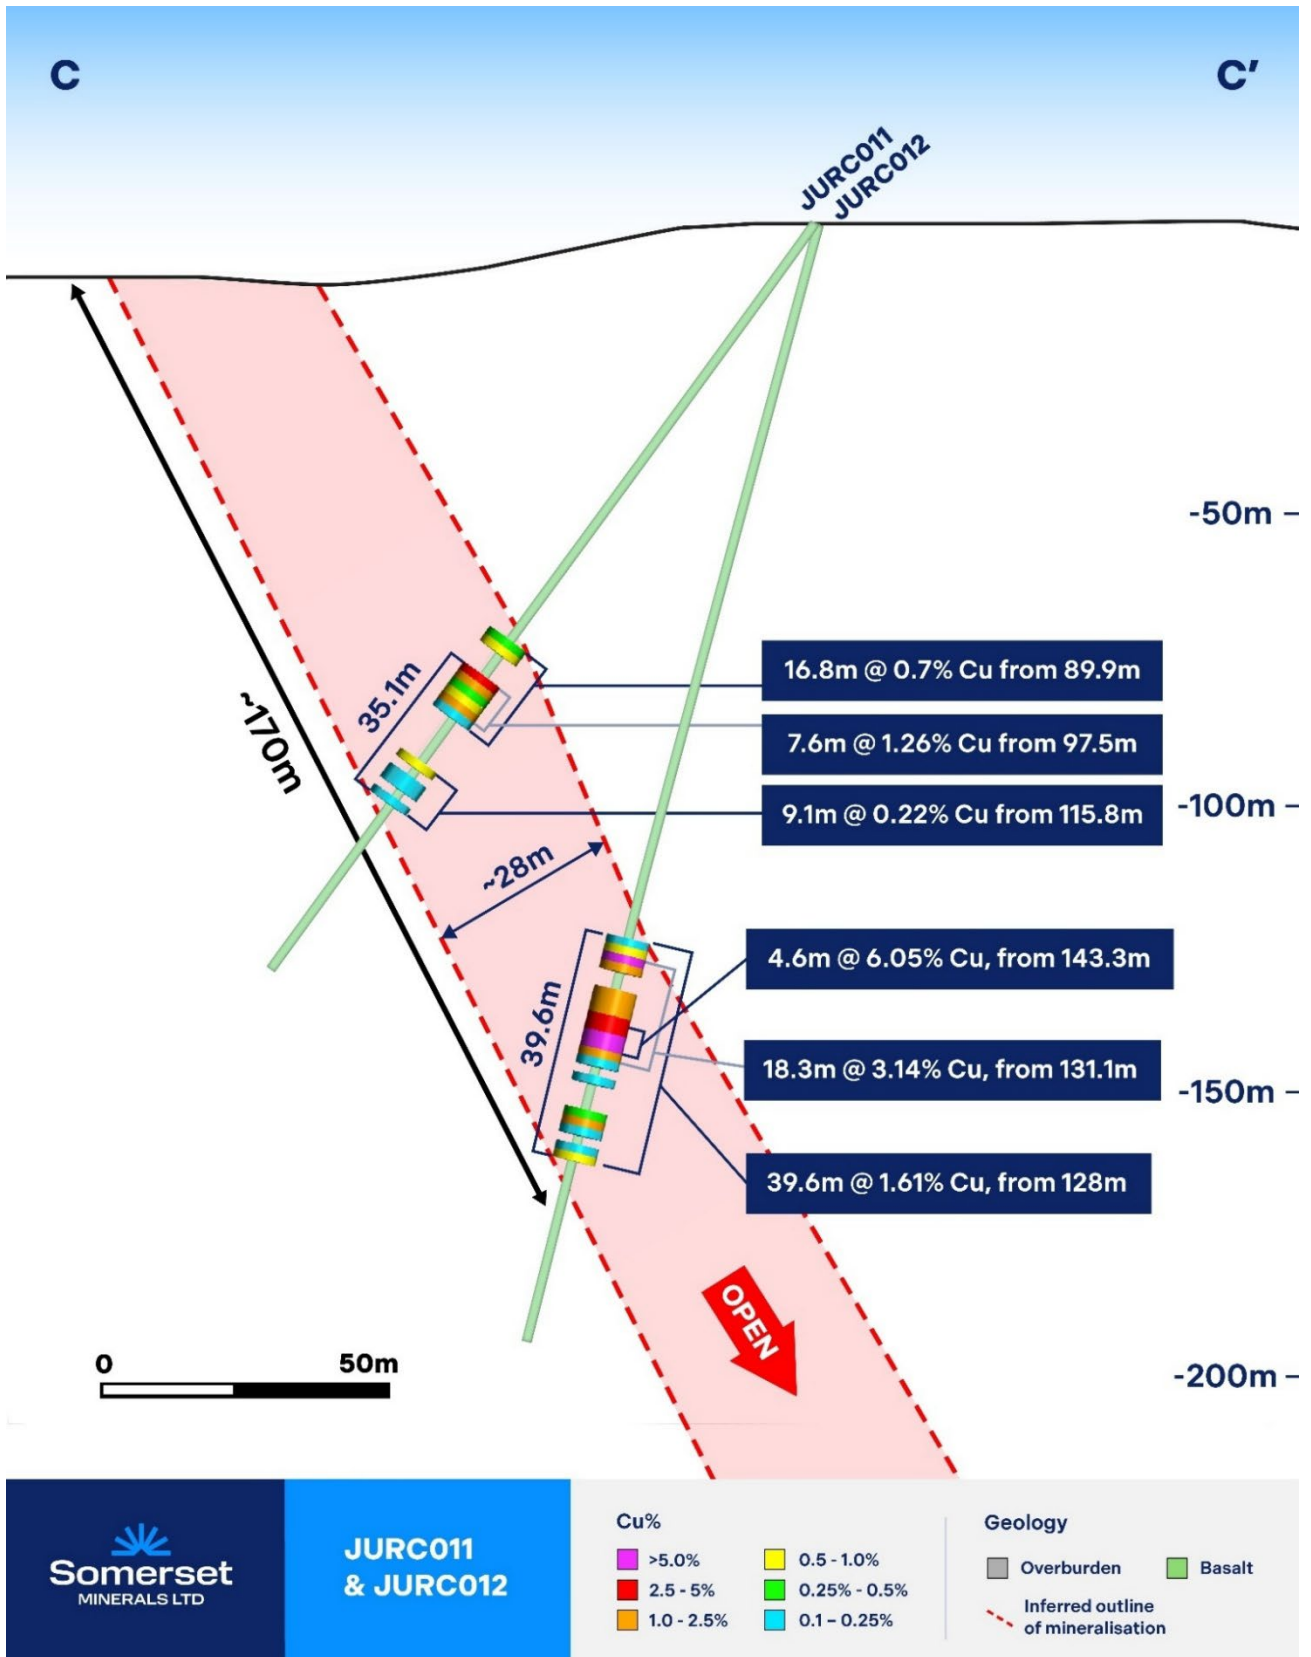 C
C'
JURC011
JURC012
-50m
16.8m @ 0.7% Cu from 89.9m
35.1m
~170m
7.6m @ 1.26% Cu from 97.5m
9.1m @ 0.22% Cu from 115.8m
-100m
~28m
4.6m @ 6.05% Cu, from 143.3m
39.6m
18.3m @ 3.14% Cu, from 131.1m
-150m
39.6m @ 1.61% Cu, from 128m
OPEN
0 50m
-200m
Somerset
MINERALS LTD
JURC011
& JURC012
Cu%
>5.0%
2.5 - 5%
1.0 - 2.5%
0.5 - 1.0%
0.25% - 0.5%
0.1 – 0.25%
Geology
Overburden
Basalt
Inferred outline
of mineralisation